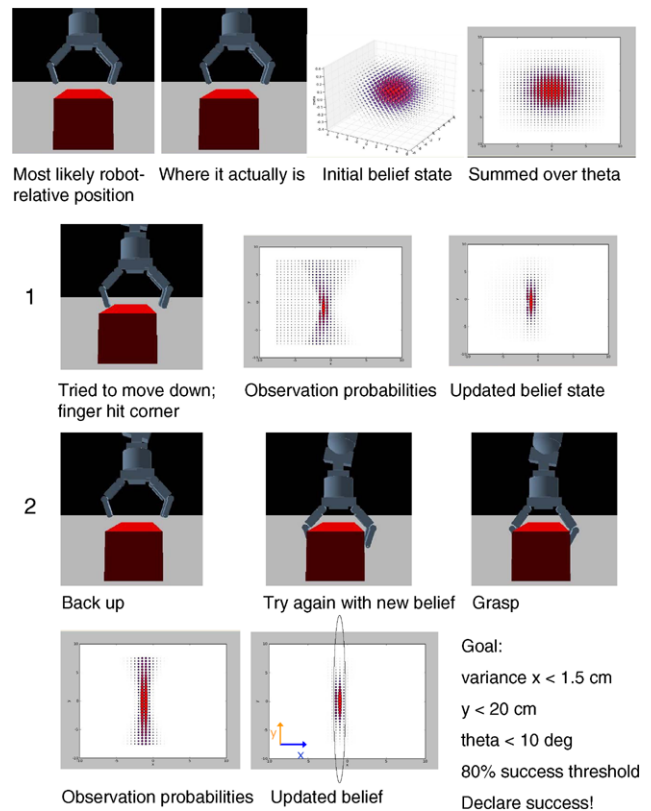 Most likely robot-
relative position
Where it actually is
Initial belief state
Summed over theta
1
Tried to move down;
finger hit corner
Observation probabilities
Updated belief state
2
Back up
Try again with new belief
Grasp
Observation probabilities
y
x
Updated belief
Goal:
variance x < 1.5 cm
y < 20 cm
theta < 10 deg
80% success threshold
Declare success!